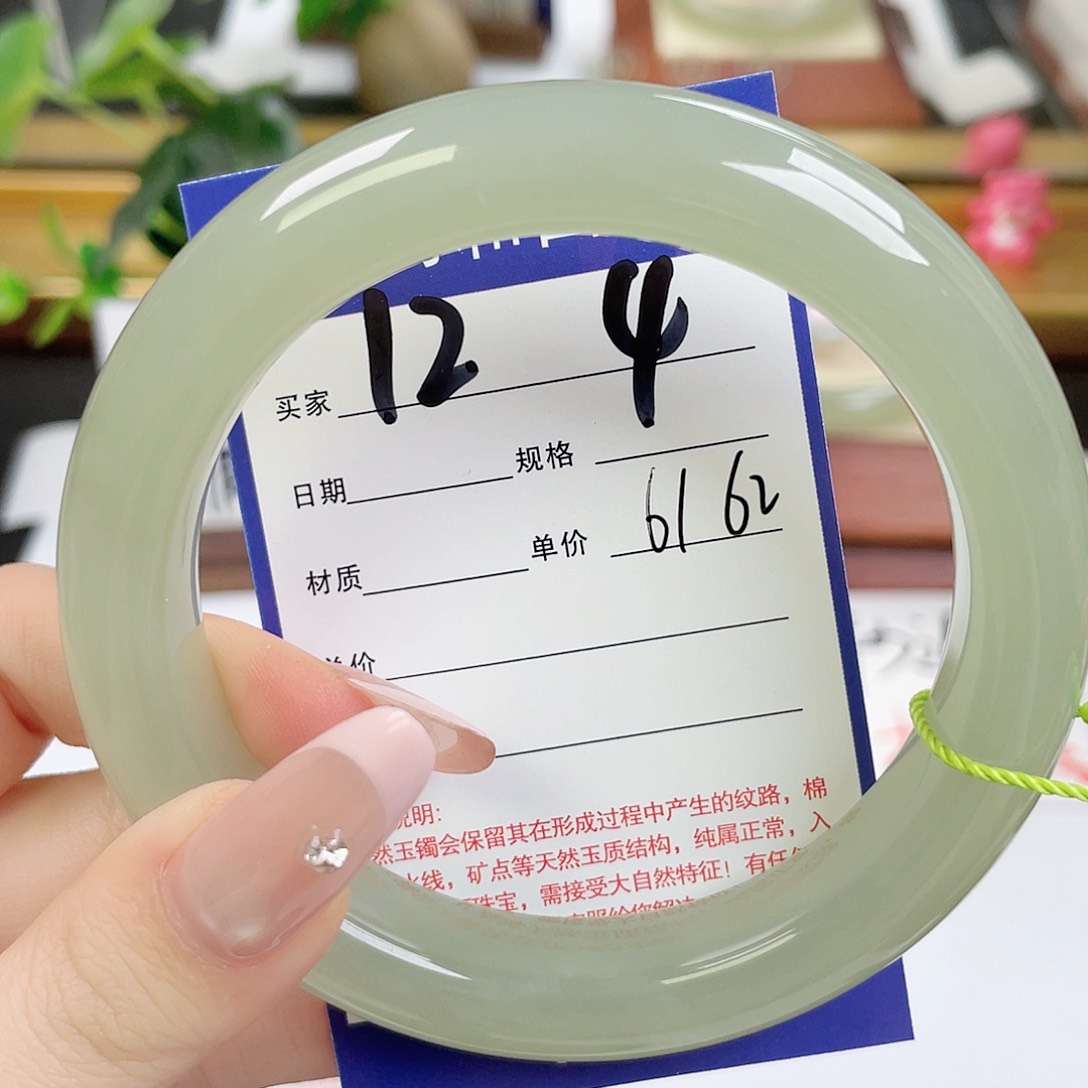 12 4
买家
日期 规格
61 62
材质 单价
单价
说明:
然玉镯会保留其在形成过程中产生的纹路，棉
水线，矿点等天然玉质结构，纯属正常，入
珠宝，需接受大自然特征！有任